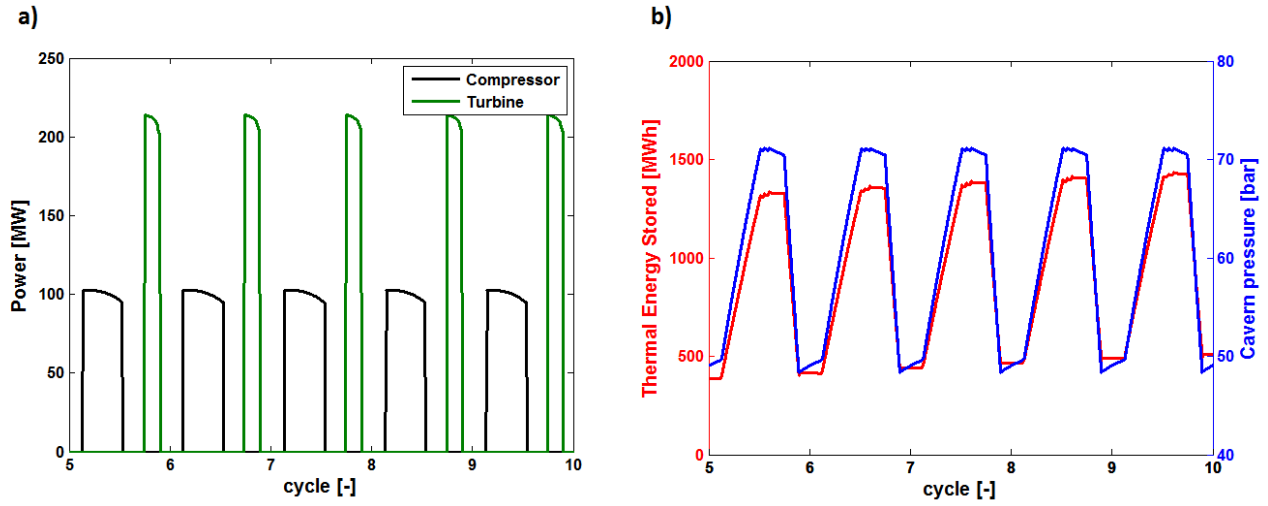 a)
250
200
150
100
50
0
Power [MW]
5 6 7 8 9 10
cycle [-]
Compressor
Turbine
b)
2000
1500
1000
500
0
Thermal Energy Stored [MWh]
80
70
60
50
40
Cavern pressure [bar]
5 6 7 8 9 10
cycle [-]